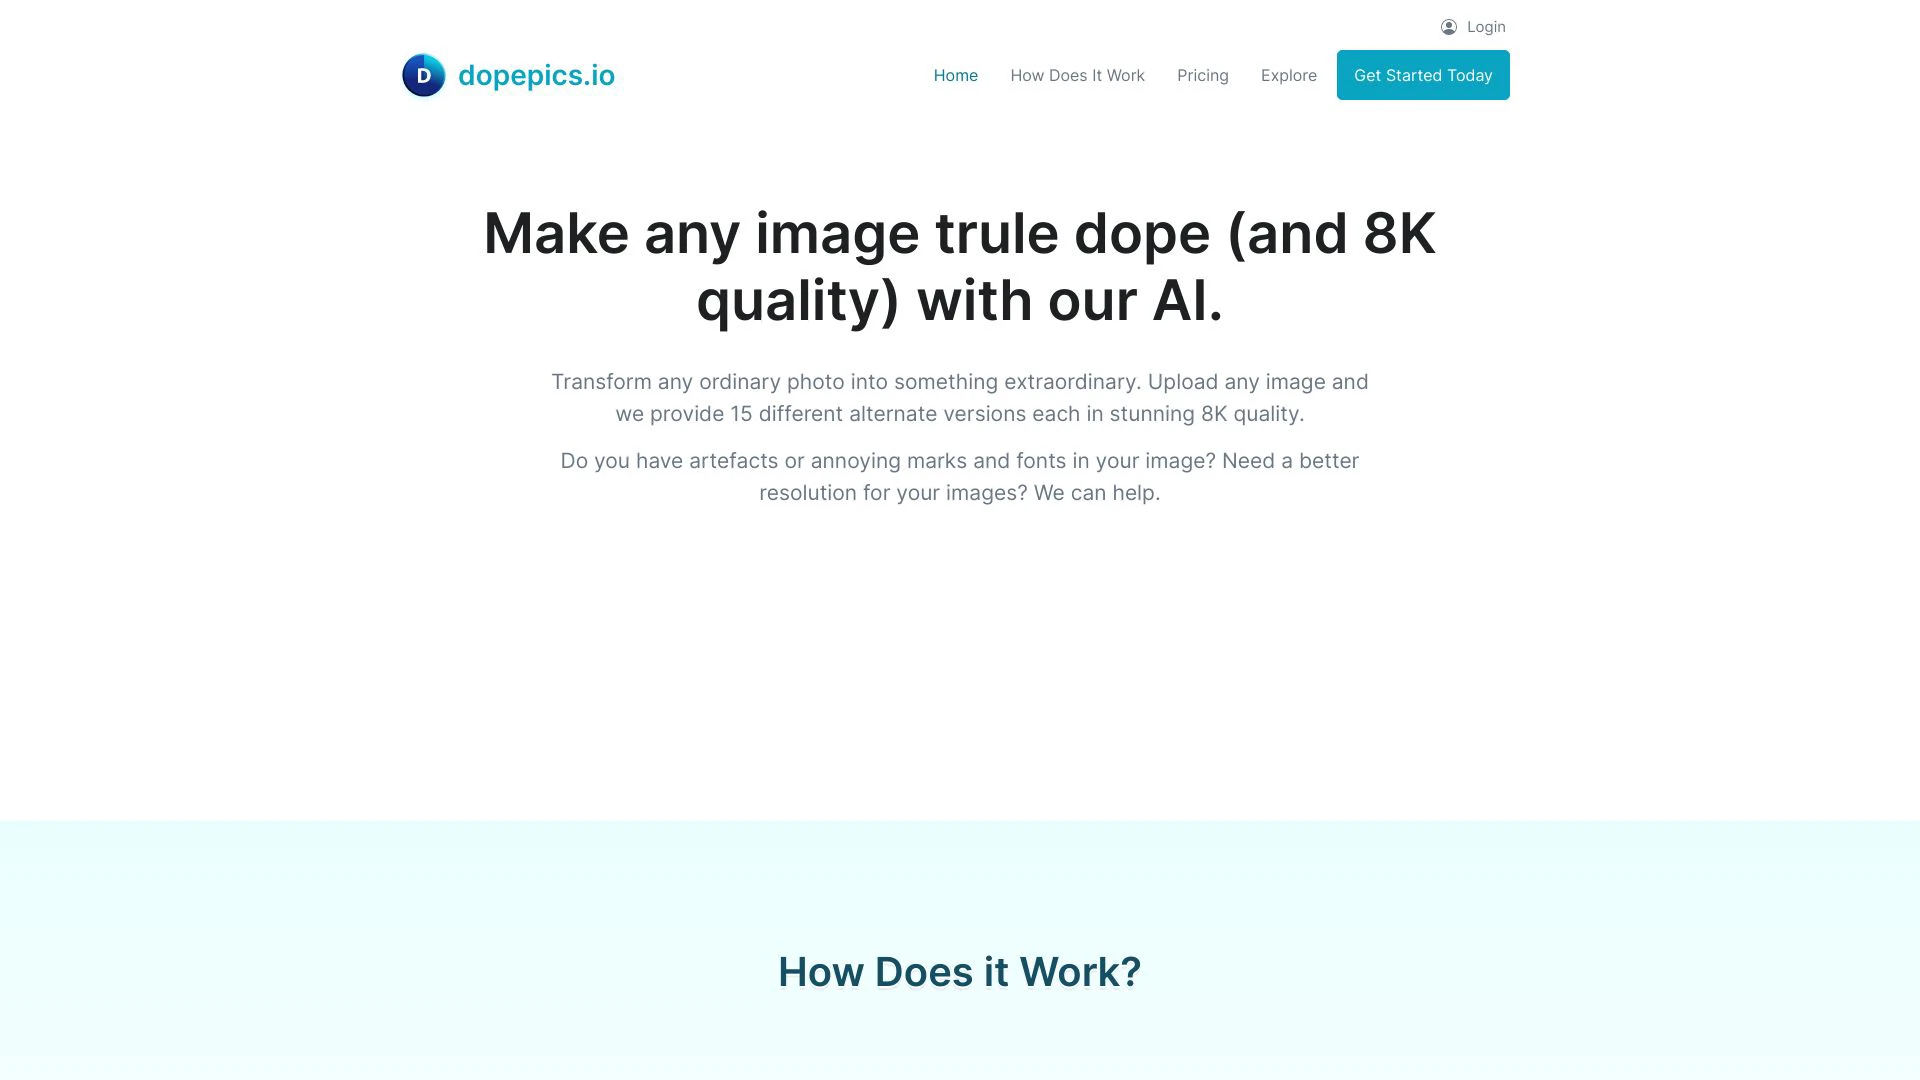 Login
D
dopepics.io
Home
How Does It Work
Pricing
Explore
Get Started Today
Make any image trule dope (and 8K
quality) with our AI.
Transform any ordinary photo into something extraordinary. Upload any image and
we provide 15 different alternate versions each in stunning 8K quality.
Do you have artefacts or annoying marks and fonts in your image? Need a better
resolution for your images? We can help.
How Does it Work?